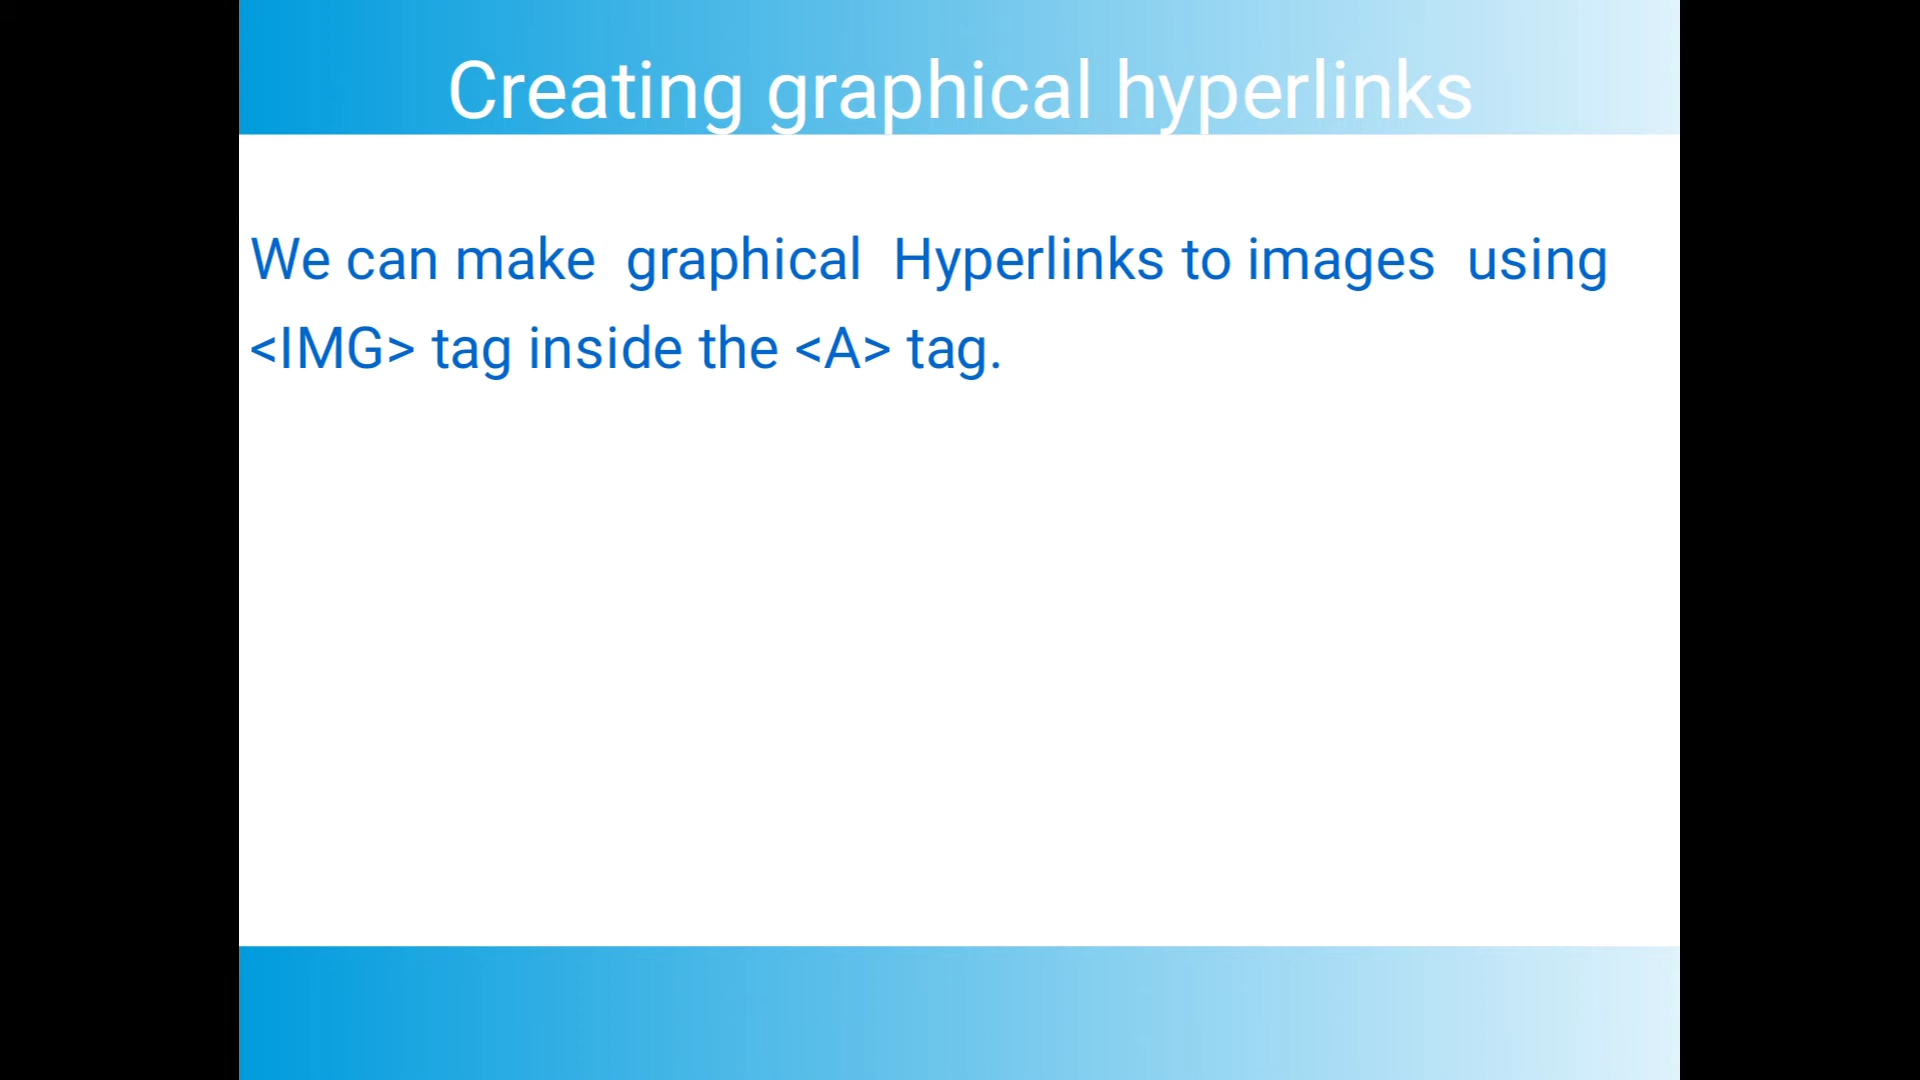 Creating graphical hyperlinks
We can make  graphical  Hyperlinks to images  using
<IMG> tag inside the <A> tag.